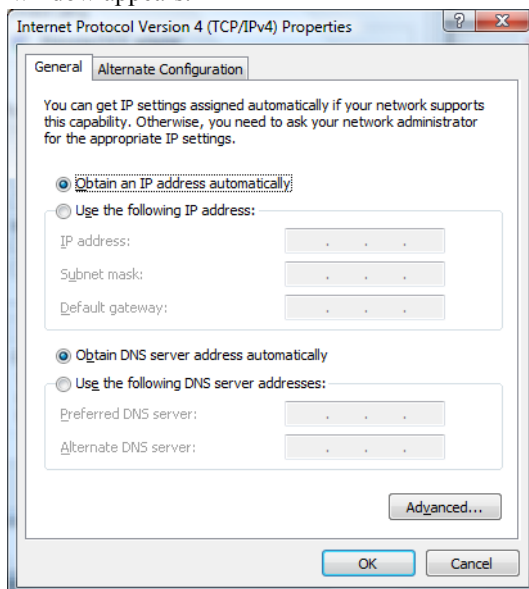 window appears.
Internet Protocol Version 4 (TCP/IPv4) Properties
General Alternate Configuration
You can get IP settings assigned automatically if your network supports
this capability. Otherwise, you need to ask your network administrator
for the appropriate IP settings.
Obtain an IP address automatically
Use the following IP address:
IP address:
Subnet mask:
Default gateway:
Obtain DNS server address automatically
Use the following DNS server addresses:
Preferred DNS server:
Alternate DNS server:
Advanced...
OK Cancel